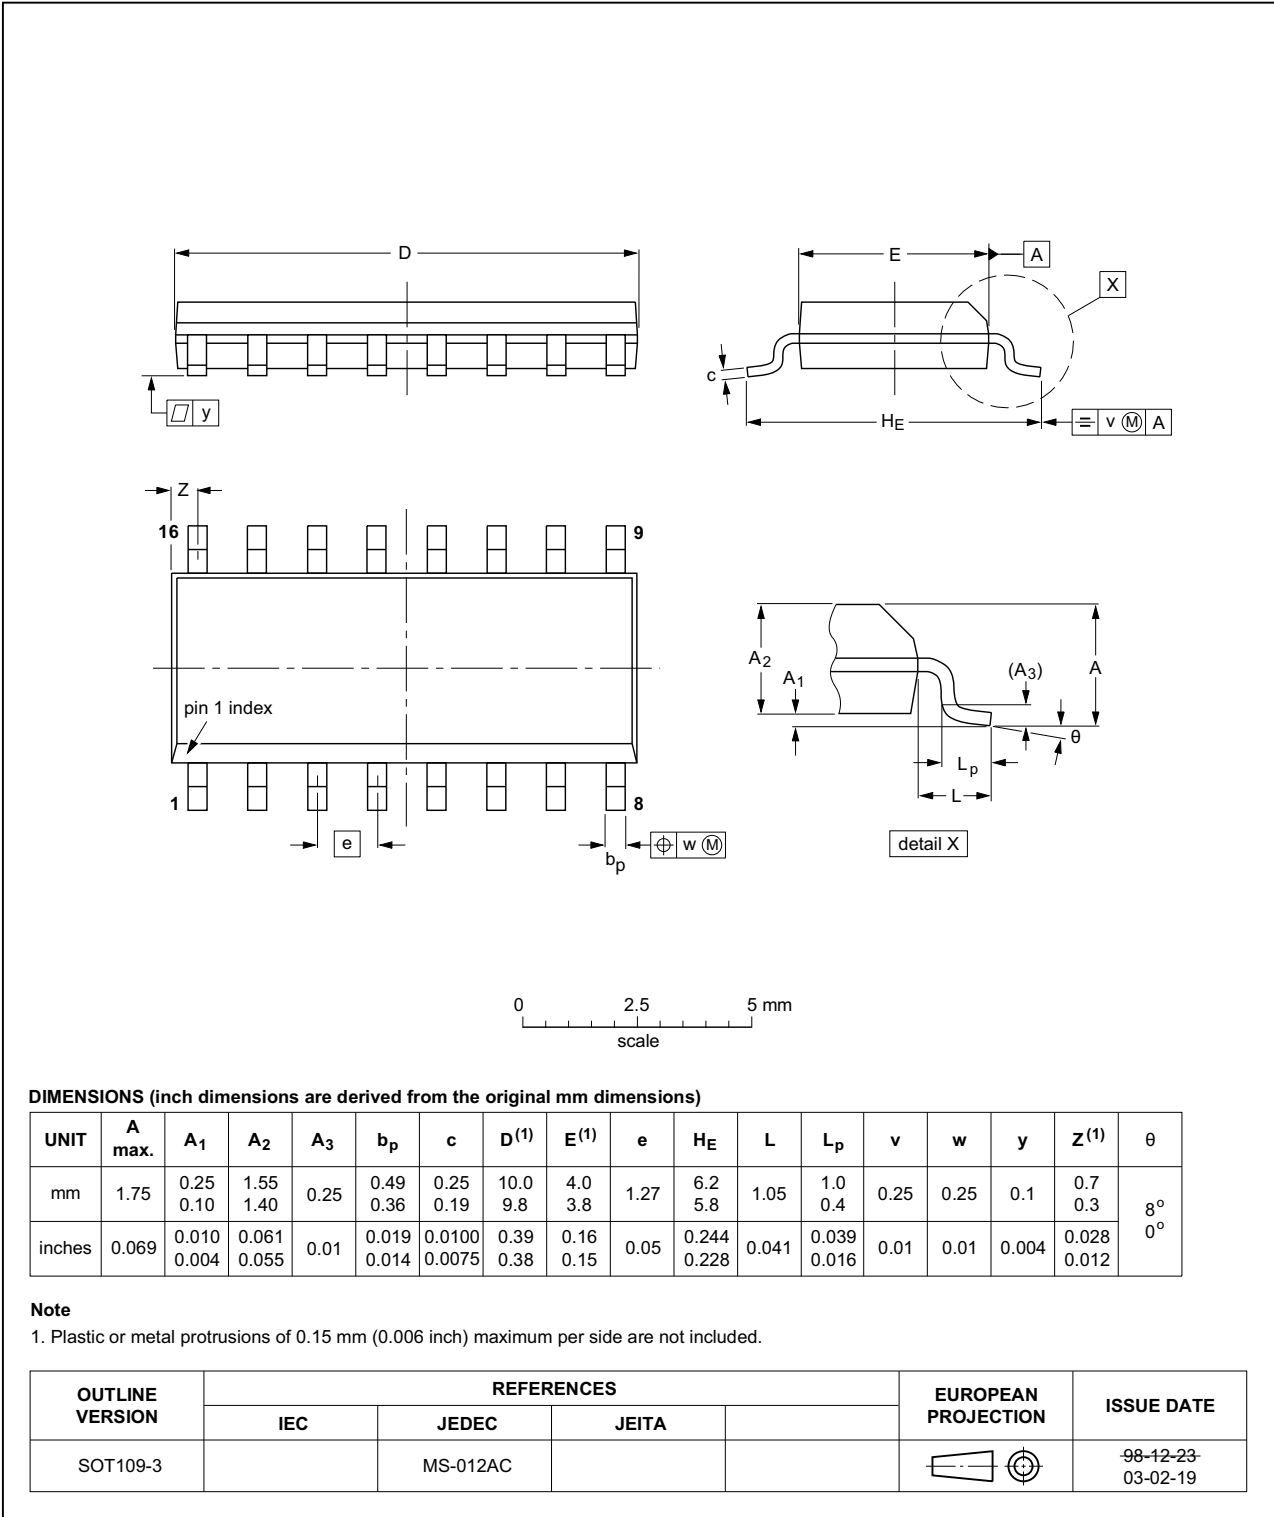 D
E
A
X
c
y
HE
v M A
Z
16
9
pin 1 index
1
8
e
bp
w M
A2
A1
(A3)
A
θ
Lp
L
detail X
0 2.5 5 mm
scale
DIMENSIONS (inch dimensions are derived from the original mm dimensions)
UNIT A max. A1 A2 A3 bp c D(1) E(1) e HE L Lp v w y Z(1) θ
mm 1.75 0.25 0.10 1.55 1.40 0.25 0.49 0.36 0.25 0.19 10.0 9.8 4.0 3.8 1.27 6.2 5.8 1.05 1.0 0.4 0.25 0.25 0.1 0.7 0.3 8° 0°
inches 0.069 0.010 0.004 0.061 0.055 0.01 0.019 0.014 0.0100 0.0075 0.39 0.38 0.16 0.15 0.05 0.244 0.228 0.041 0.039 0.016 0.01 0.01 0.004 0.028 0.012
Note
1. Plastic or metal protrusions of 0.15 mm (0.006 inch) maximum per side are not included.
OUTLINE VERSION REFERENCES EUROPEAN PROJECTION ISSUE DATE
IEC JEDEC JEITA
SOT109-3 MS-012AC 98-12-23
03-02-19